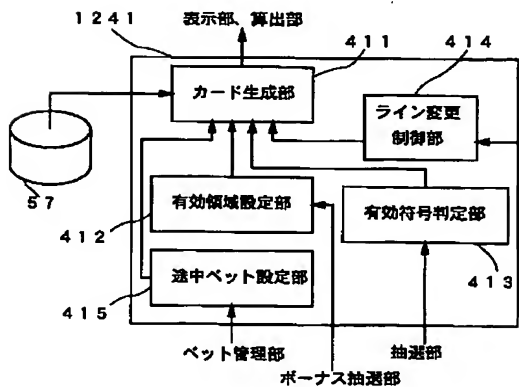 表示部、算出部
1241
411
414
カード生成部
ライン変更
制御部
57
有効領域設定部
有効符号判定部
412
途中ベット設定部
413
415
ベット管理部
抽選部
ボーナス抽選部